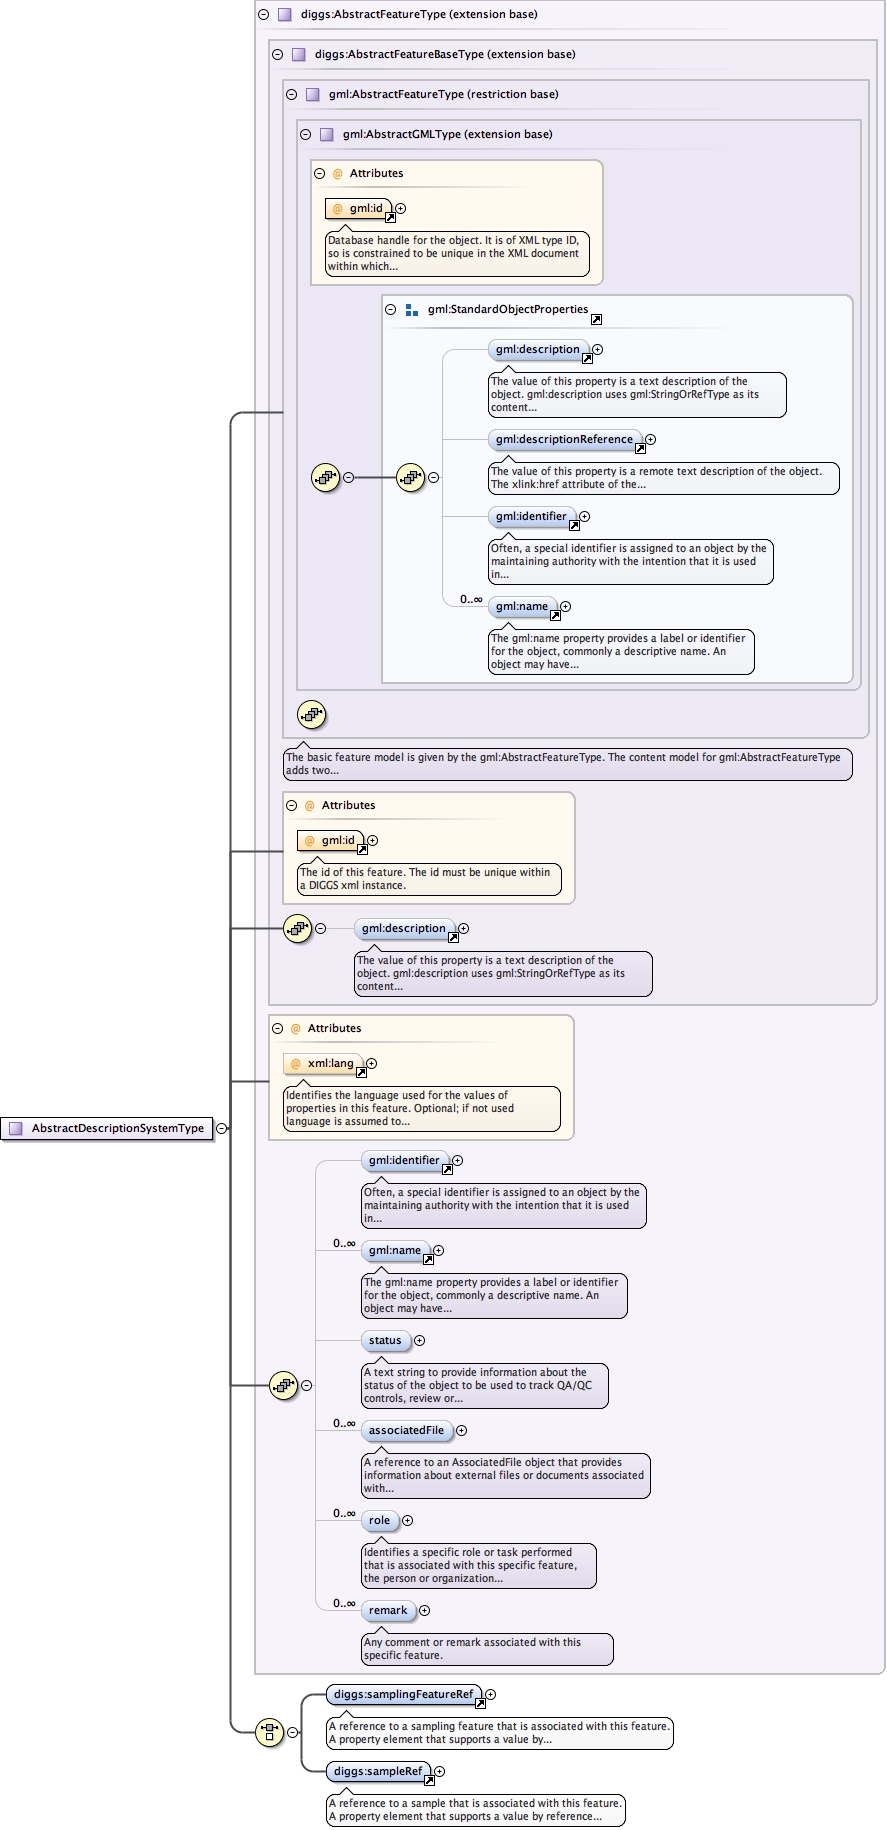 diggs:AbstractFeatureType (extension base)
diggs:AbstractFeatureBaseType (extension base)
gml:AbstractFeatureType (restriction base)
gml:AbstractGMLType (extension base)
@ Attributes
@ gml:id
Database handle for the object. It is of XML type ID,
so is constrained to be unique in the XML document
within which...
gml:StandardObjectProperties
gml:description
The value of this property is a text description of the
object. gml:description uses gml:StringOrRefType as its
content...
gml:descriptionReference
The value of this property is a remote text description of the object.
The xlink:href attribute of the...
gml:identifier
Often, a special identifier is assigned to an object by the
maintaining authority with the intention that it is used
in...
0..∞
gml:name
The gml:name property provides a label or identifier
for the object, commonly a descriptive name. An
object may have...
The basic feature model is given by the gml:AbstractFeatureType. The content model for gml:AbstractFeatureType
adds two...
@ Attributes
@ gml:id
The id of this feature. The id must be unique within
a DIGGS xml instance.
gml:description
The value of this property is a text description of the
object. gml:description uses gml:StringOrRefType as its
content...
@ Attributes
@ xml:lang
Identifies the language used for the values of
properties in this feature. Optional; if not used
language is assumed to...
AbstractDescriptionSystemType
gml:identifier
Often, a special identifier is assigned to an object by the
maintaining authority with the intention that it is used
in...
0..∞
gml:name
The gml:name property provides a label or identifier
for the object, commonly a descriptive name. An
object may have...
status
A text string to provide information about the
status of the object to be used to track QA/QC
controls, review or...
0..∞
associatedFile
A reference to an AssociatedFile object that provides
information about external files or documents associated
with...
0..∞
role
Identifies a specific role or task performed
that is associated with this specific feature,
the person or organization...
0..∞
remark
Any comment or remark associated with this
specific feature.
diggs:samplingFeatureRef
A reference to a sampling feature that is associated with this feature.
A property element that supports a value by...
diggs:sampleRef
A reference to a sample that is associated with this feature.
A property element that supports a value by reference...